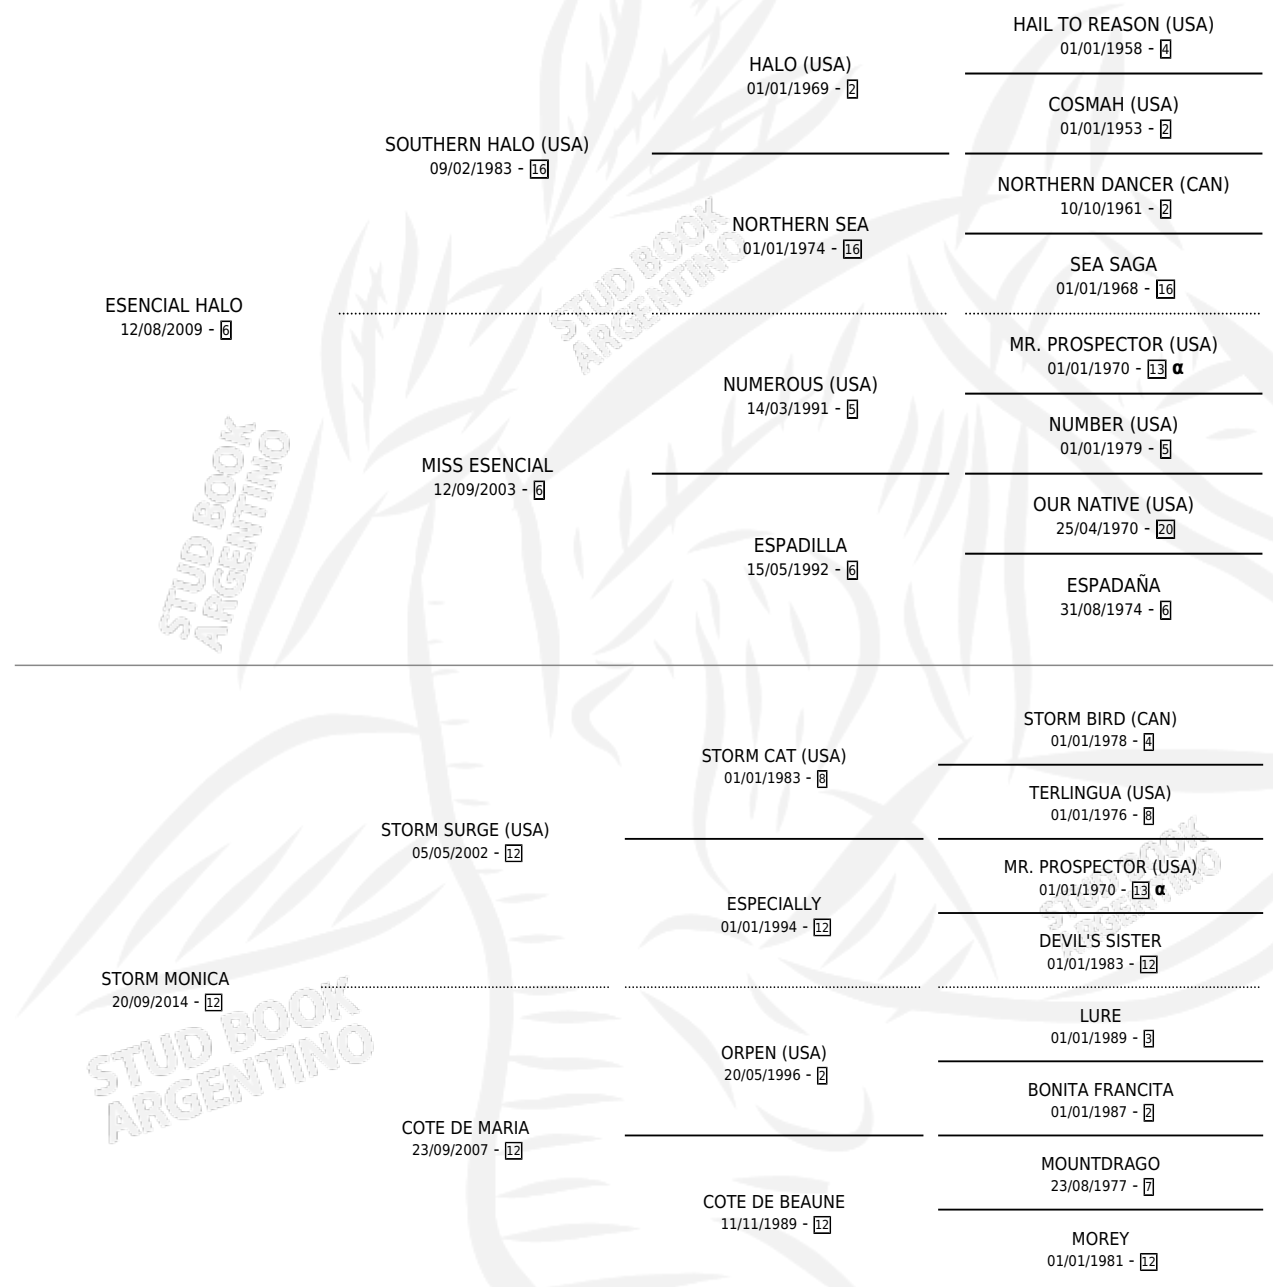 HAIL TO REASON (USA)
01/01/1958 - 4
HALO (USA)
01/01/1969 - 2
COSMAH (USA)
01/01/1953 - 2
SOUTHERN HALO (USA)
09/02/1983 - 16
NORTHERN DANCER (CAN)
10/10/1961 - 2
NORTHERN SEA
01/01/1974 - 16
SEA SAGA
01/01/1968 - 16
STUD BOOK
ARGENTINO
ESENCIAL HALO
12/08/2009 - 6
MR. PROSPECTOR (USA)
01/01/1970 - 13 α
NUMEROUS (USA)
14/03/1991 - 5
NUMBER (USA)
01/01/1979 - 5
MISS ESENCIAL
12/09/2003 - 6
OUR NATIVE (USA)
25/04/1970 - 20
ESPADILLA
15/05/1992 - 6
ESPADAÑA
31/08/1974 - 6
STUD BOOK
ARGENTINO
STORM BIRD (CAN)
01/01/1978 - 4
STORM CAT (USA)
01/01/1983 - 8
TERLINGUA (USA)
01/01/1976 - 8
STORM SURGE (USA)
05/05/2002 - 12
MR. PROSPECTOR (USA)
01/01/1970 - 13 α
ESPECIALLY
01/01/1994 - 12
DEVIL'S SISTER
01/01/1983 - 12
STUD BOOK
ARGENTINO
STORM MONICA
20/09/2014 - 12
LURE
01/01/1989 - 3
ORPEN (USA)
20/05/1996 - 2
BONITA FRANCITA
01/01/1987 - 2
COTE DE MARIA
23/09/2007 - 12
MOUNTDRAGO
23/08/1977 - 7
COTE DE BEAUNE
11/11/1989 - 12
MOREY
01/01/1981 - 12
STUD BOOK
ARGENTINO